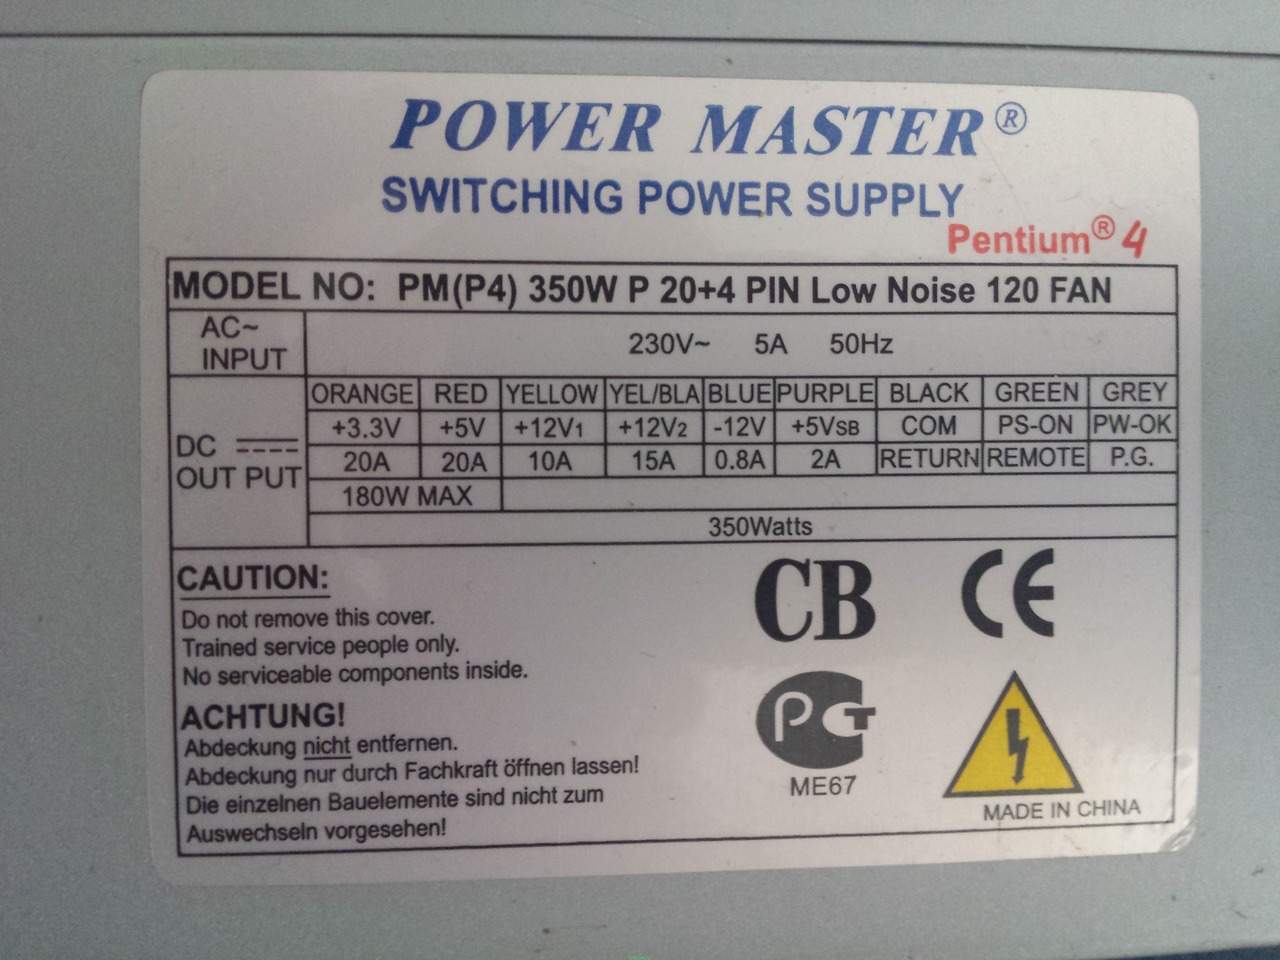 POWER MASTER®
SWITCHING POWER SUPPLY
Pentium® 4
MODEL NO: PM(P4) 350W P 20+4 PIN Low Noise 120 FAN
AC~ INPUT
230V~ 5A 50Hz
ORANGE RED YELLOW YEL/BLA BLUE PURPLE BLACK GREEN GREY
DC OUT PUT
+3.3V +5V +12V1 +12V2 -12V +5VSB COM PS-ON PW-OK
20A 20A 10A 15A 0.8A 2A RETURN REMOTE P.G.
180W MAX
350Watts
CAUTION:
Do not remove this cover.
Trained service people only.
No serviceable components inside.
ACHTUNG!
Abdeckung nicht entfernen.
Abdeckung nur durch Fachkraft öffnen lassen!
Die einzelnen Bauelemente sind nicht zum
Auswechseln vorgesehen!
CB CE
РСТ
ME67
MADE IN CHINA